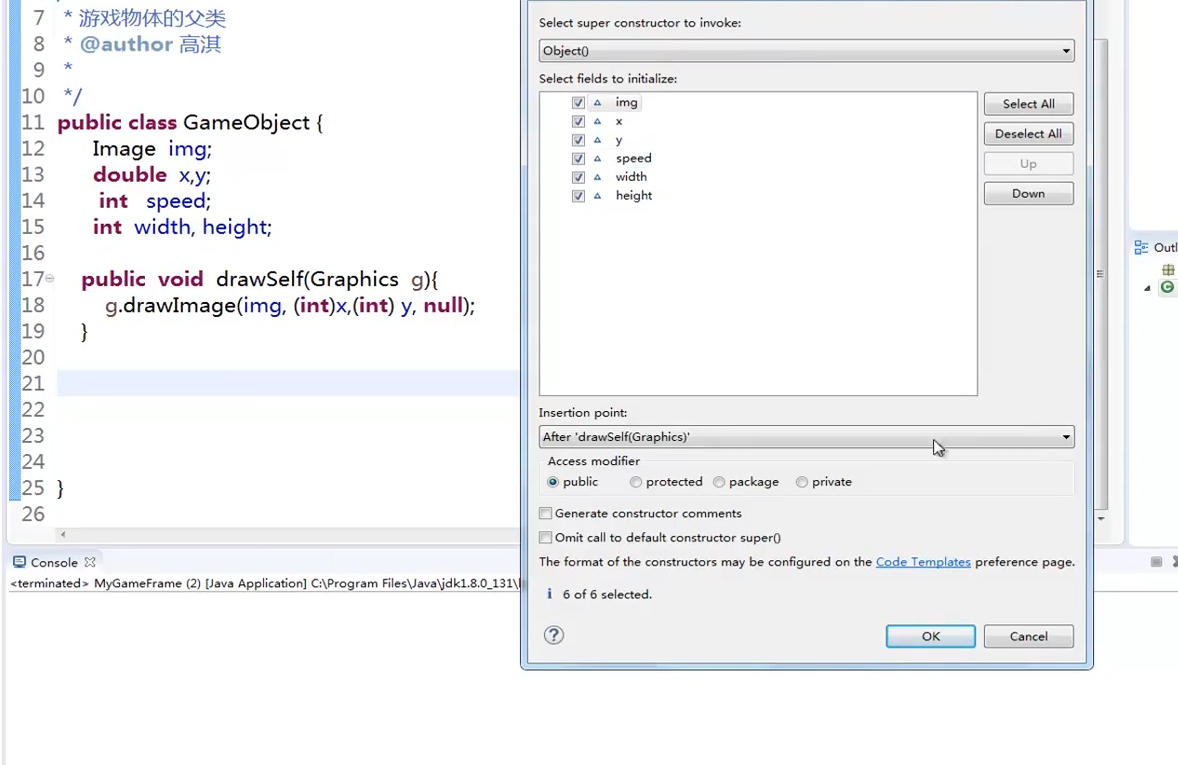 7 * 游戏物体的父类
8 * @author 高淇
9 *
10 */
11 public class GameObject {
12 Image img;
13 double x,y;
14 int speed;
15 int width, height;
16
17 public void drawSelf(Graphics g){
18 g.drawImage(img, (int)x,(int) y, null);
19 }
20
21
22
23
24
25 }
26
Select super constructor to invoke:
Object()
Select fields to initialize:
img
x
y
speed
width
height
Select All
Deselect All
Up
Down
Insertion point:
After 'drawSelf(Graphics)'
Access modifier
public protected package private
Generate constructor comments
Omit call to default constructor super()
The format of the constructors may be configured on the Code Templates preference page.
i 6 of 6 selected.
? OK Cancel
Outl
C
Console
<terminated> MyGameFrame (2) [Java Application] C:\Program Files\Java\jdk1.8.0_131\